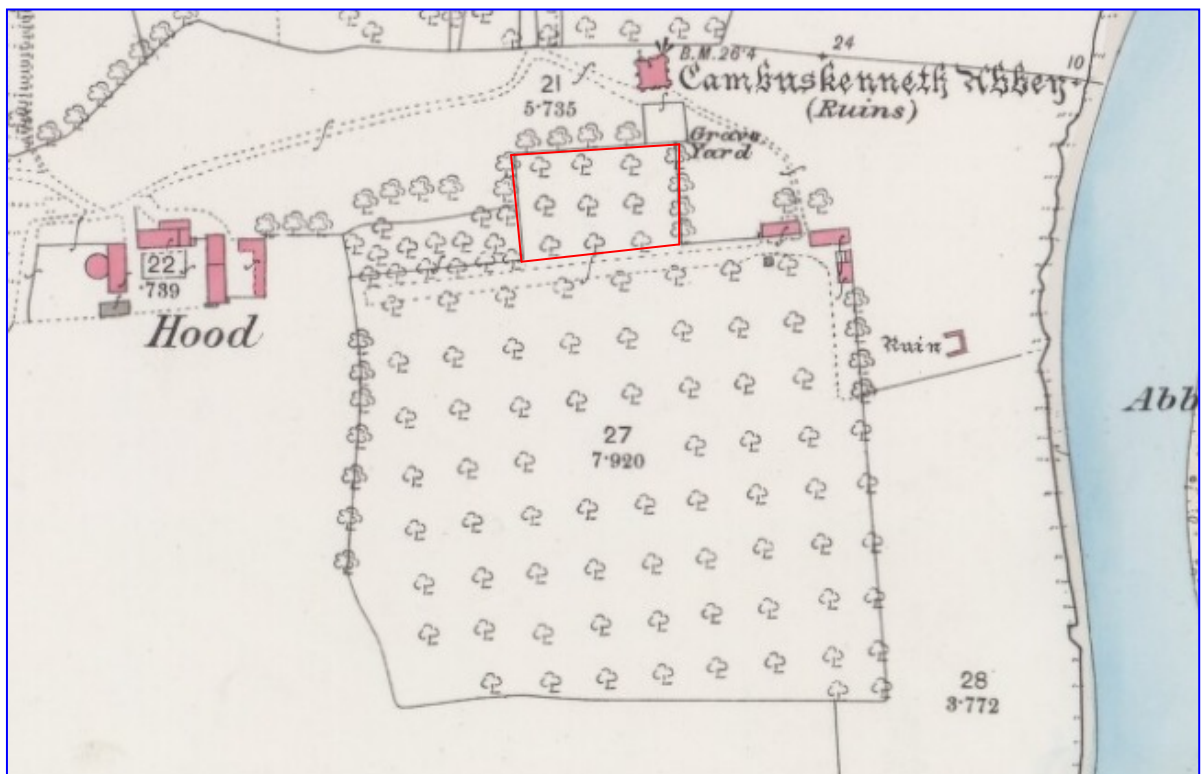 B.M. 26·4
24
10
Cambuskenneth Abbey
(Ruins)
21
5·735
Grave
Yard
22
·739
Hood
Ruin
Abb
27
7·920
28
3·772